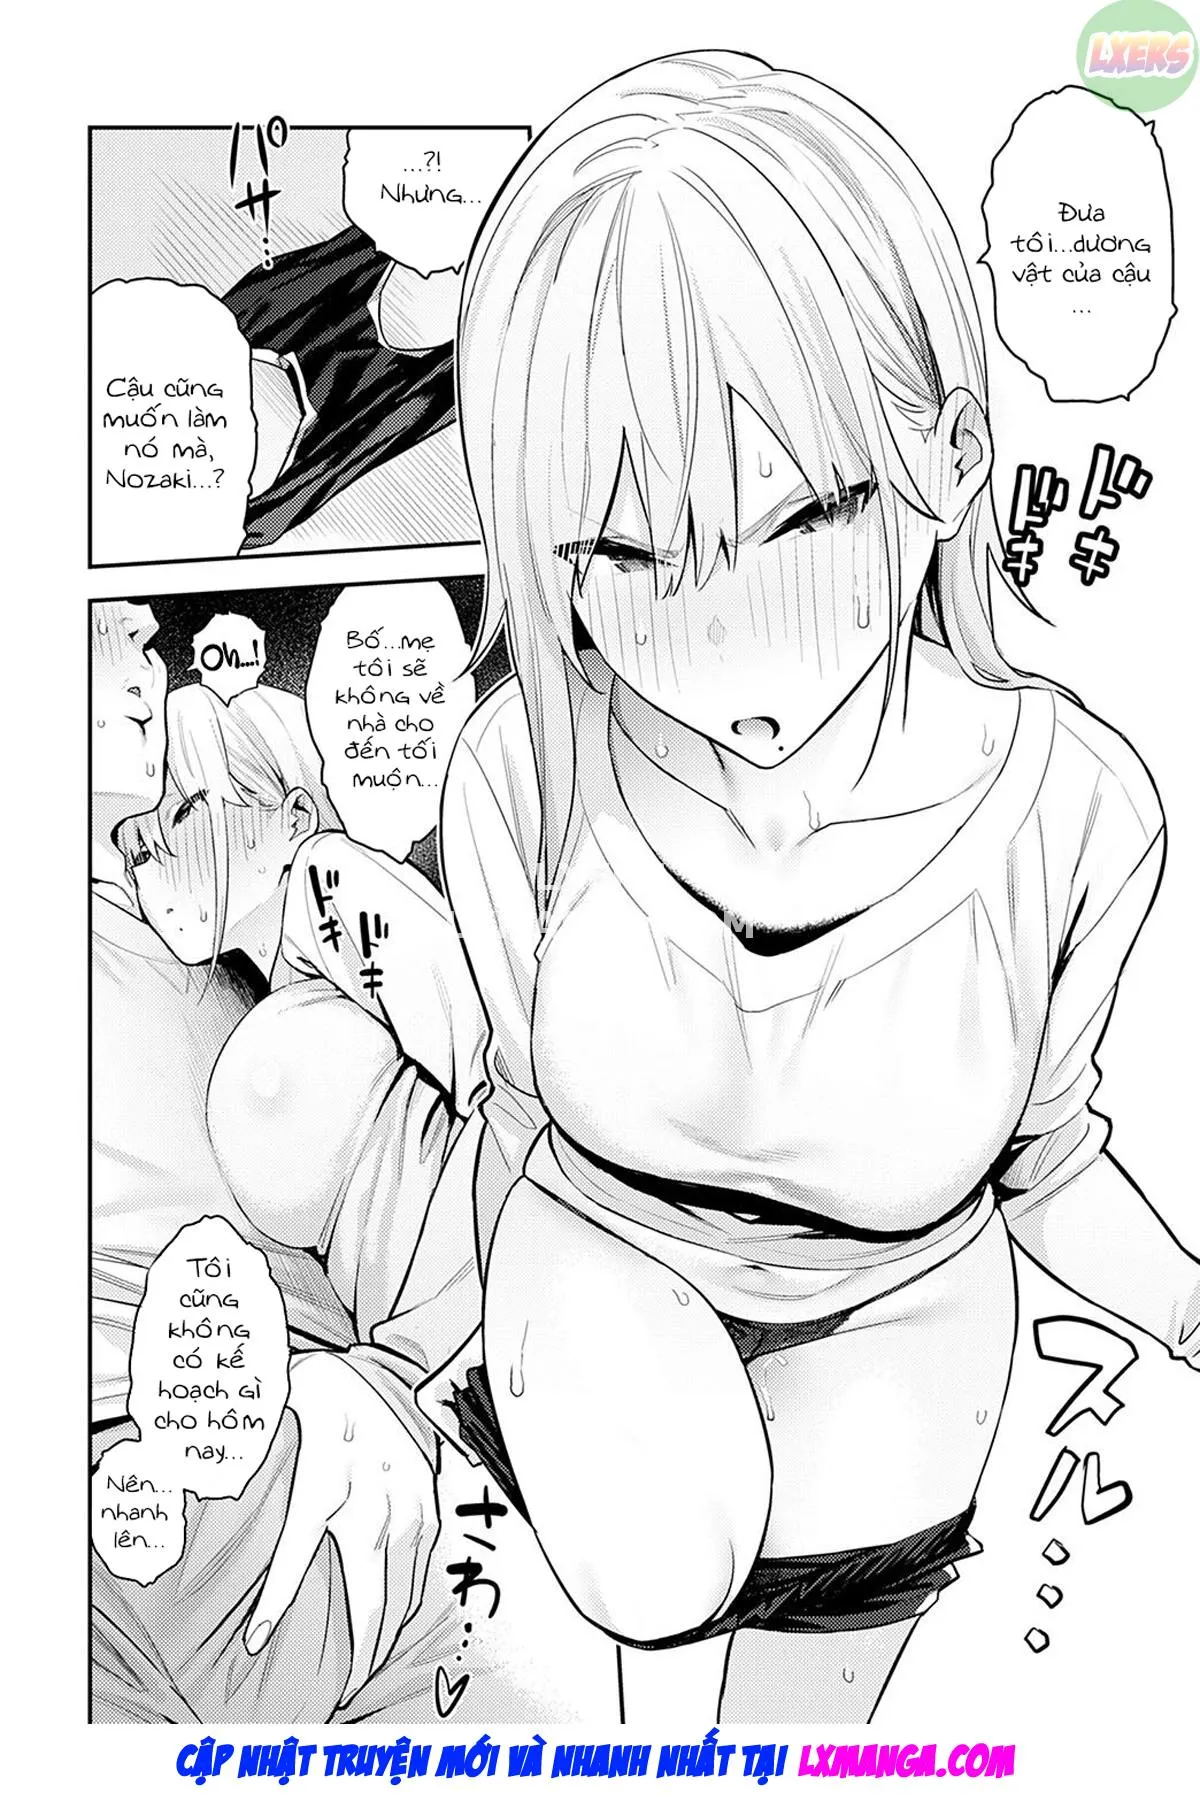 LXERS
Đưa
tôi...dương
vật của cậu
...
...?!
Nhưng...
パサ…
Cậu cũng
muốn làm
nó mà,
Nozaki...?
ドキ
ドキ
Oh...!
Bố...mẹ
tôi sẽ
không về
nhà cho
đến tối
muộn...
ドキ
ドキ
Tôi
cũng
không
có kế
hoạch gì
cho hôm
nay...
Nên...
nhanh
lên...
さわ…♡
ズル…
CẬP NHẬT TRUYỆN MỚI VÀ NHANH NHẤT TẠI LXMANGA.COM